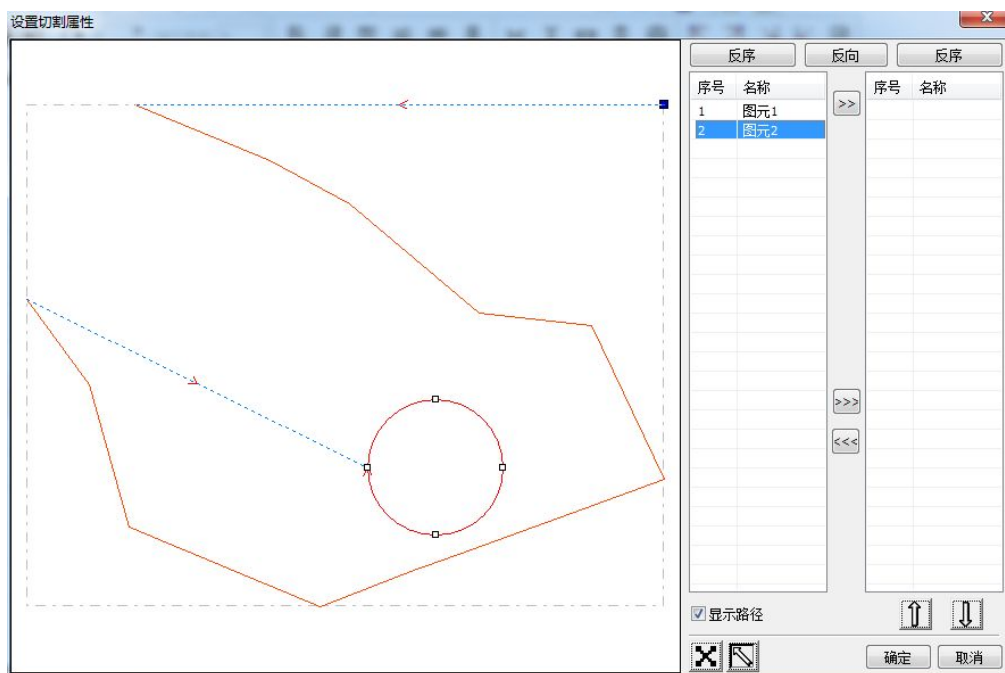 设置切割属性
反序 反向 反序
序号 名称 >> 序号 名称
1 图元1
2 图元2
>>>
<<<
显示路径
确定 取消